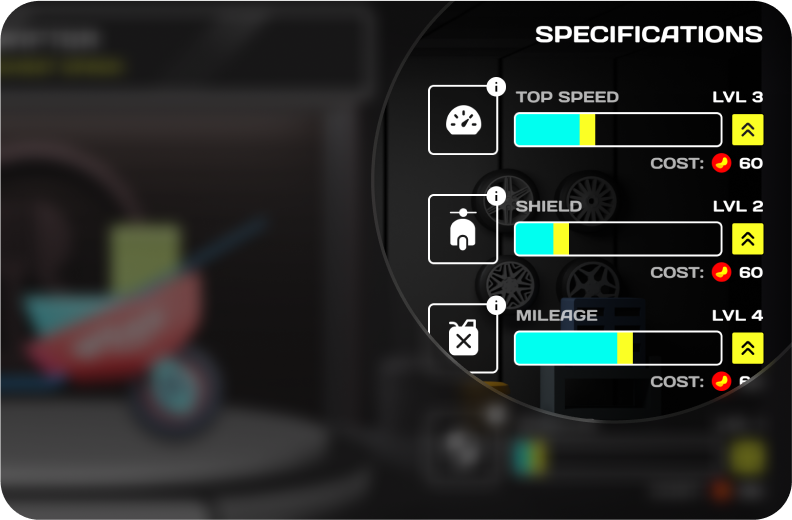 SPECIFICATIONS
TOP SPEED LVL 3
COST: 60
SHIELD LVL 2
COST: 60
MILEAGE LVL 4
COST: